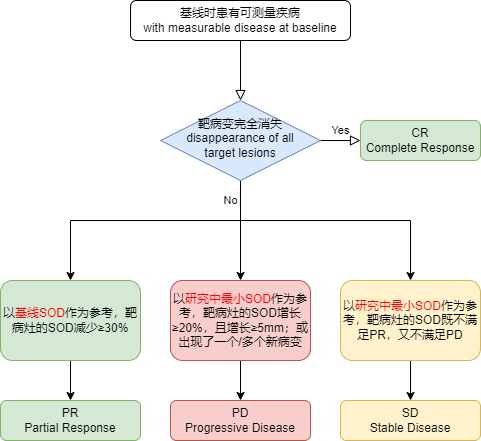 基线时患有可测量疾病
with measurable disease at baseline
靶病变完全消失
disappearance of all
target lesions
Yes
CR
Complete Response
No
以基线SOD作为参考，靶
病灶的SOD减少≥30%
以研究中最小SOD作为参
考，靶病灶的SOD增长
≥20%，且增长≥5mm；或
出现了一个/多个新病变
以研究中最小SOD作为参
考，靶病灶的SOD既不满
足PR，又不满足PD
PR
Partial Response
PD
Progressive Disease
SD
Stable Disease